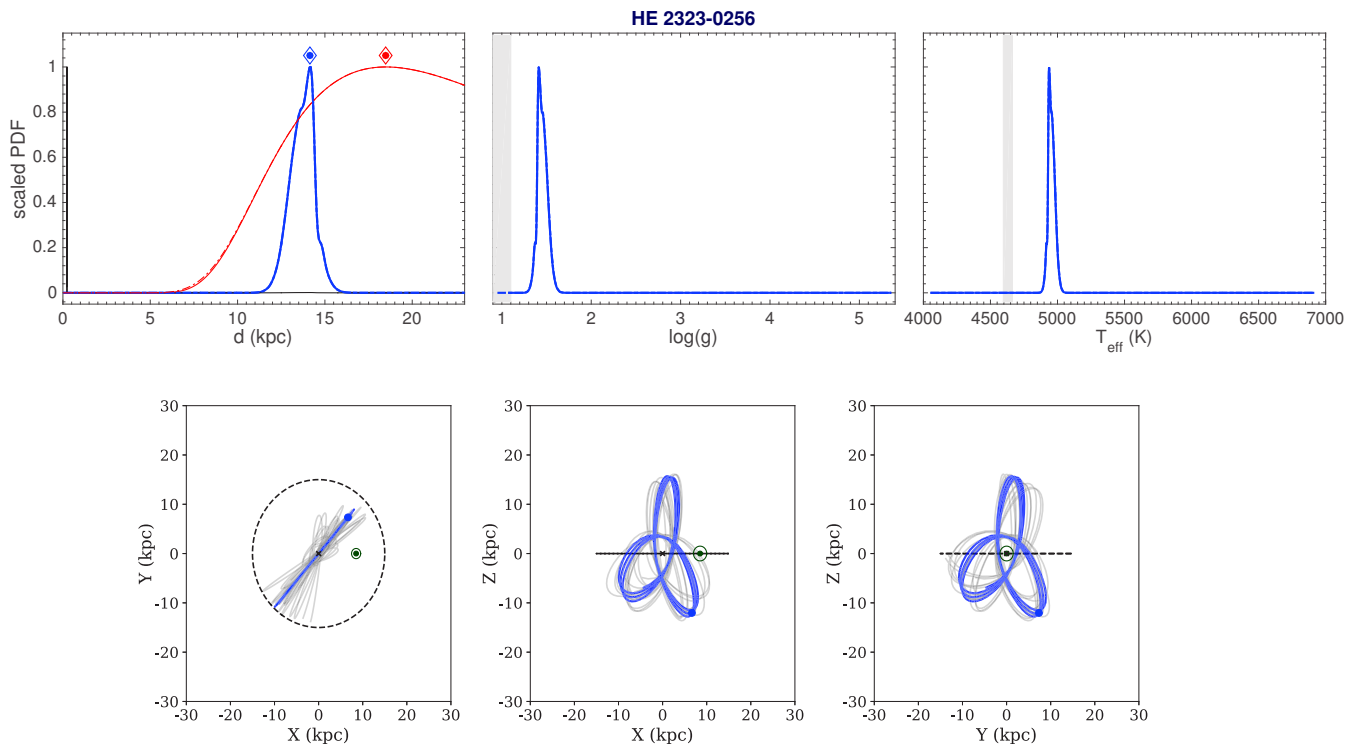 HE 2323-0256
scaled PDF
1
0.8
0.6
0.4
0.2
0
0 5 10 15 20
d (kpc)
1 2 3 4 5
log(g)
4000 4500 5000 5500 6000 6500 7000
T_eff (K)
30
20
10
0
-10
-20
-30
Y (kpc)
-30 -20 -10 0 10 20 30
X (kpc)
30
20
10
0
-10
-20
-30
Z (kpc)
-30 -20 -10 0 10 20 30
X (kpc)
30
20
10
0
-10
-20
-30
Z (kpc)
-30 -20 -10 0 10 20 30
Y (kpc)